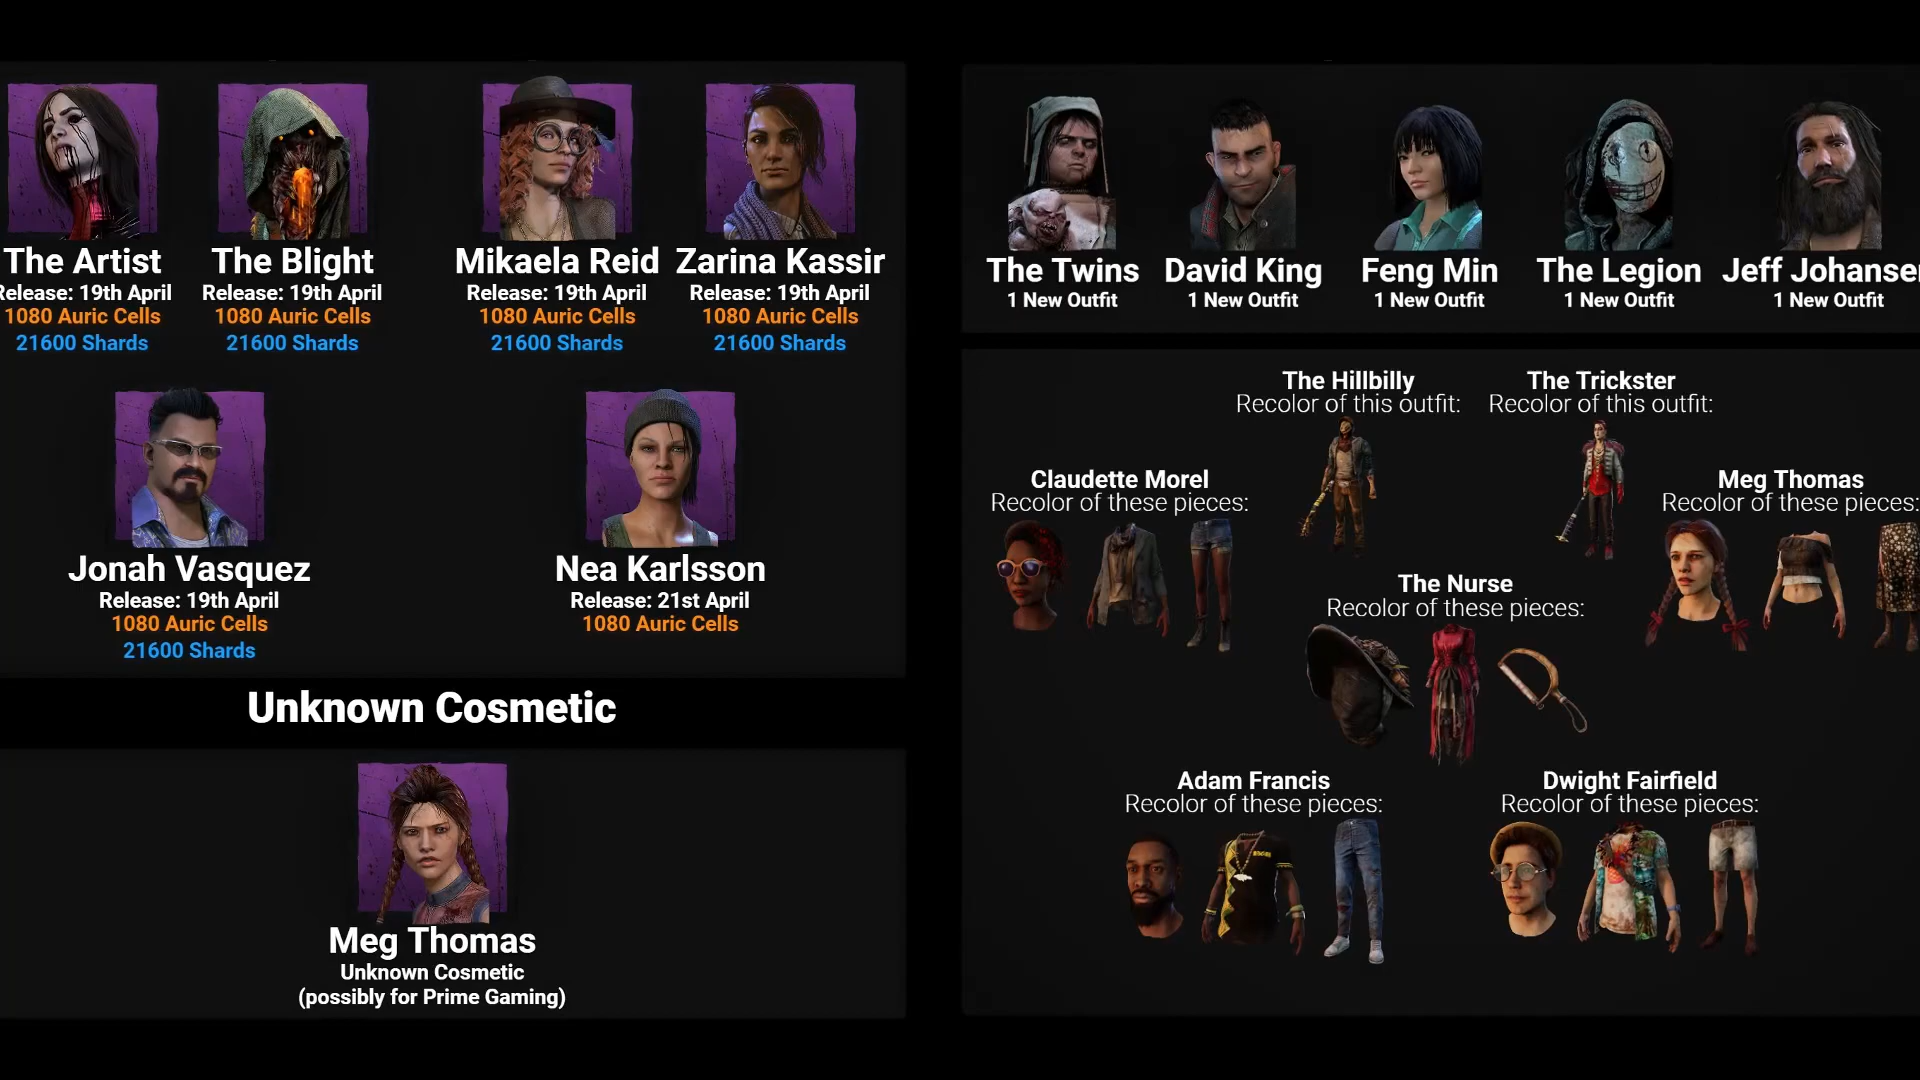 The Artist
Release: 19th April
1080 Auric Cells
21600 Shards
The Blight
Release: 19th April
1080 Auric Cells
21600 Shards
Mikaela Reid
Release: 19th April
1080 Auric Cells
21600 Shards
Zarina Kassir
Release: 19th April
1080 Auric Cells
21600 Shards
Jonah Vasquez
Release: 19th April
1080 Auric Cells
21600 Shards
Nea Karlsson
Release: 21st April
1080 Auric Cells
Unknown Cosmetic
Meg Thomas
Unknown Cosmetic
(possibly for Prime Gaming)
The Twins
1 New Outfit
David King
1 New Outfit
Feng Min
1 New Outfit
The Legion
1 New Outfit
Jeff Johansen
1 New Outfit
The Hillbilly
Recolor of this outfit:
The Trickster
Recolor of this outfit:
Claudette Morel
Recolor of these pieces:
Meg Thomas
Recolor of these pieces:
The Nurse
Recolor of these pieces:
Adam Francis
Recolor of these pieces:
Dwight Fairfield
Recolor of these pieces: